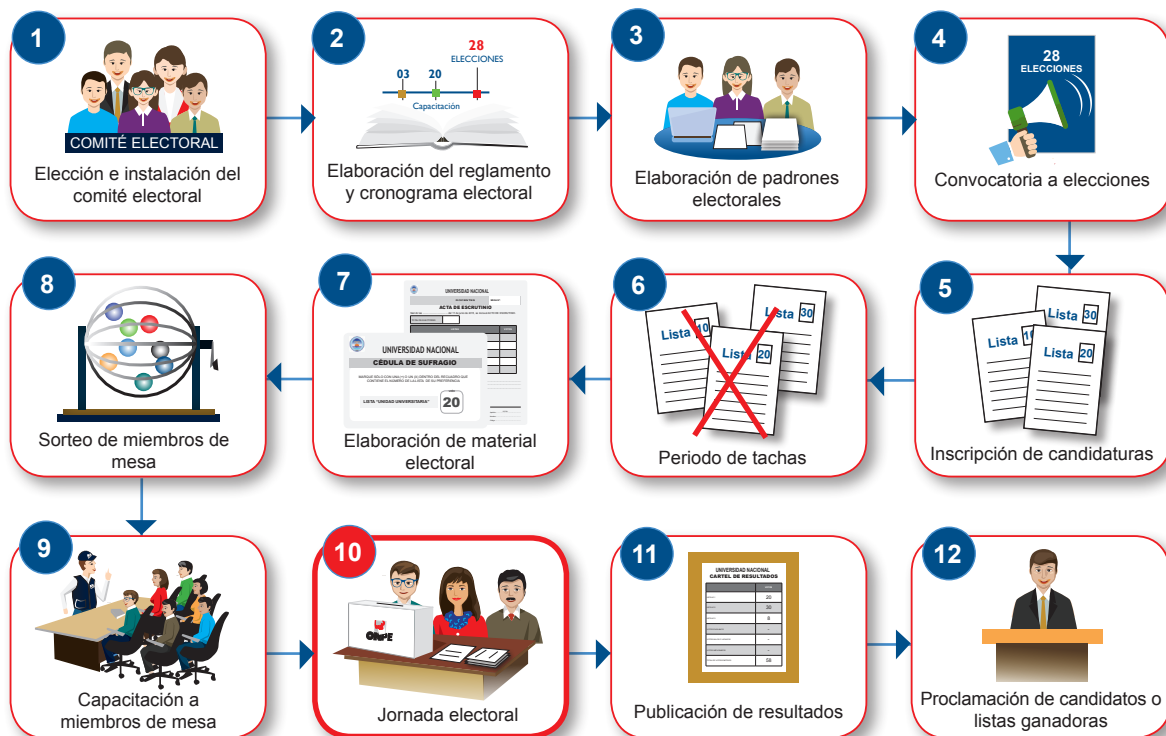 1
COMITÉ ELECTORAL
Elección e instalación del
comité electoral
2
28
ELECCIONES
03
20
Capacitación
Elaboración del reglamento
y cronograma electoral
3
Elaboración de padrones
electorales
4
28
ELECCIONES
Convocatoria a elecciones
8
Sorteo de miembros de
mesa
7
UNIVERSIDAD NACIONAL
ACTA DE ESCRUTINIO
UNIVERSIDAD NACIONAL
CÉDULA DE SUFRAGIO
LISTA "UNIDAD UNIVERSITARIA"
20
Elaboración de material
electoral
6
Lista 10
Lista 20
Lista 30
Periodo de tachas
5
Lista 10
Lista 20
Lista 30
Inscripción de candidaturas
9
Capacitación a
miembros de mesa
10
ONPE
Jornada electoral
11
UNIVERSIDAD NACIONAL
CARTEL DE RESULTADOS
20
30
8
-
-
-
58
Publicación de resultados
12
Proclamación de candidatos o
listas ganadoras